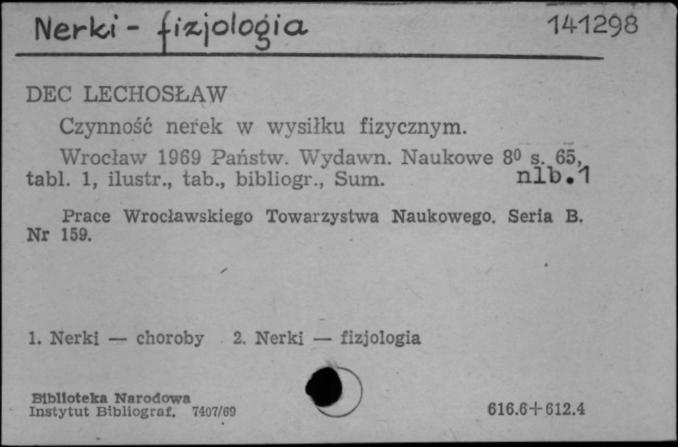 Nerki - fizjologia 141298
DEC LECHOSŁAW
Czynność nerek w wysiłku fizycznym.
Wrocław 1969 Państw. Wydawn. Naukowe 8⁰ s. 65,
tabl. 1, ilustr., tab., bibliogr., Sum. nlb.1
Prace Wrocławskiego Towarzystwa Naukowego. Seria B.
Nr 159.
1. Nerki — choroby 2. Nerki — fizjologia
Biblioteka Narodowa
Instytut Bibliograf. 7407/69 616.6+612.4